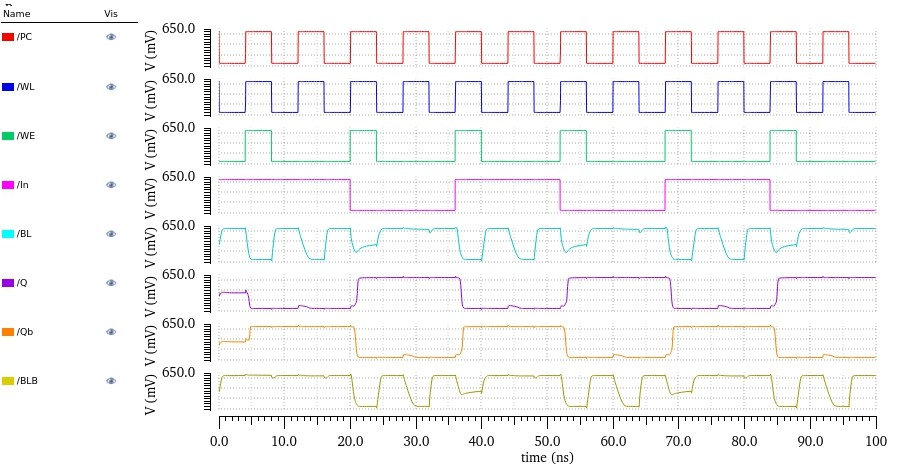 Name Vis
/PC
/WL
/WE
/In
/BL
/Q
/Qb
/BLB
650.0
V (mV)
650.0
V (mV)
650.0
V (mV)
650.0
V (mV)
650.0
V (mV)
650.0
V (mV)
650.0
V (mV)
650.0
V (mV)
0.0 10.0 20.0 30.0 40.0 50.0 60.0 70.0 80.0 90.0 100
time (ns)